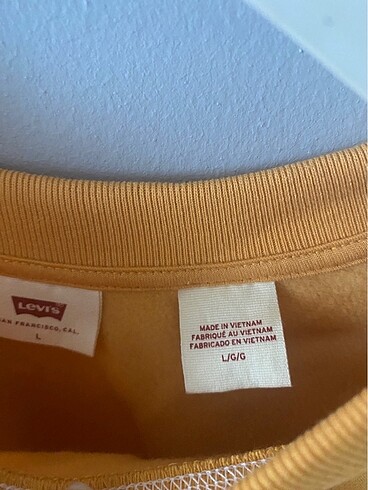 Levi's
SAN FRANCISCO, CAL.
L
MADE IN VIETNAM
FABRIQUÉ AU VIETNAM
FABRICADO EN VIETNAM
L/G/G